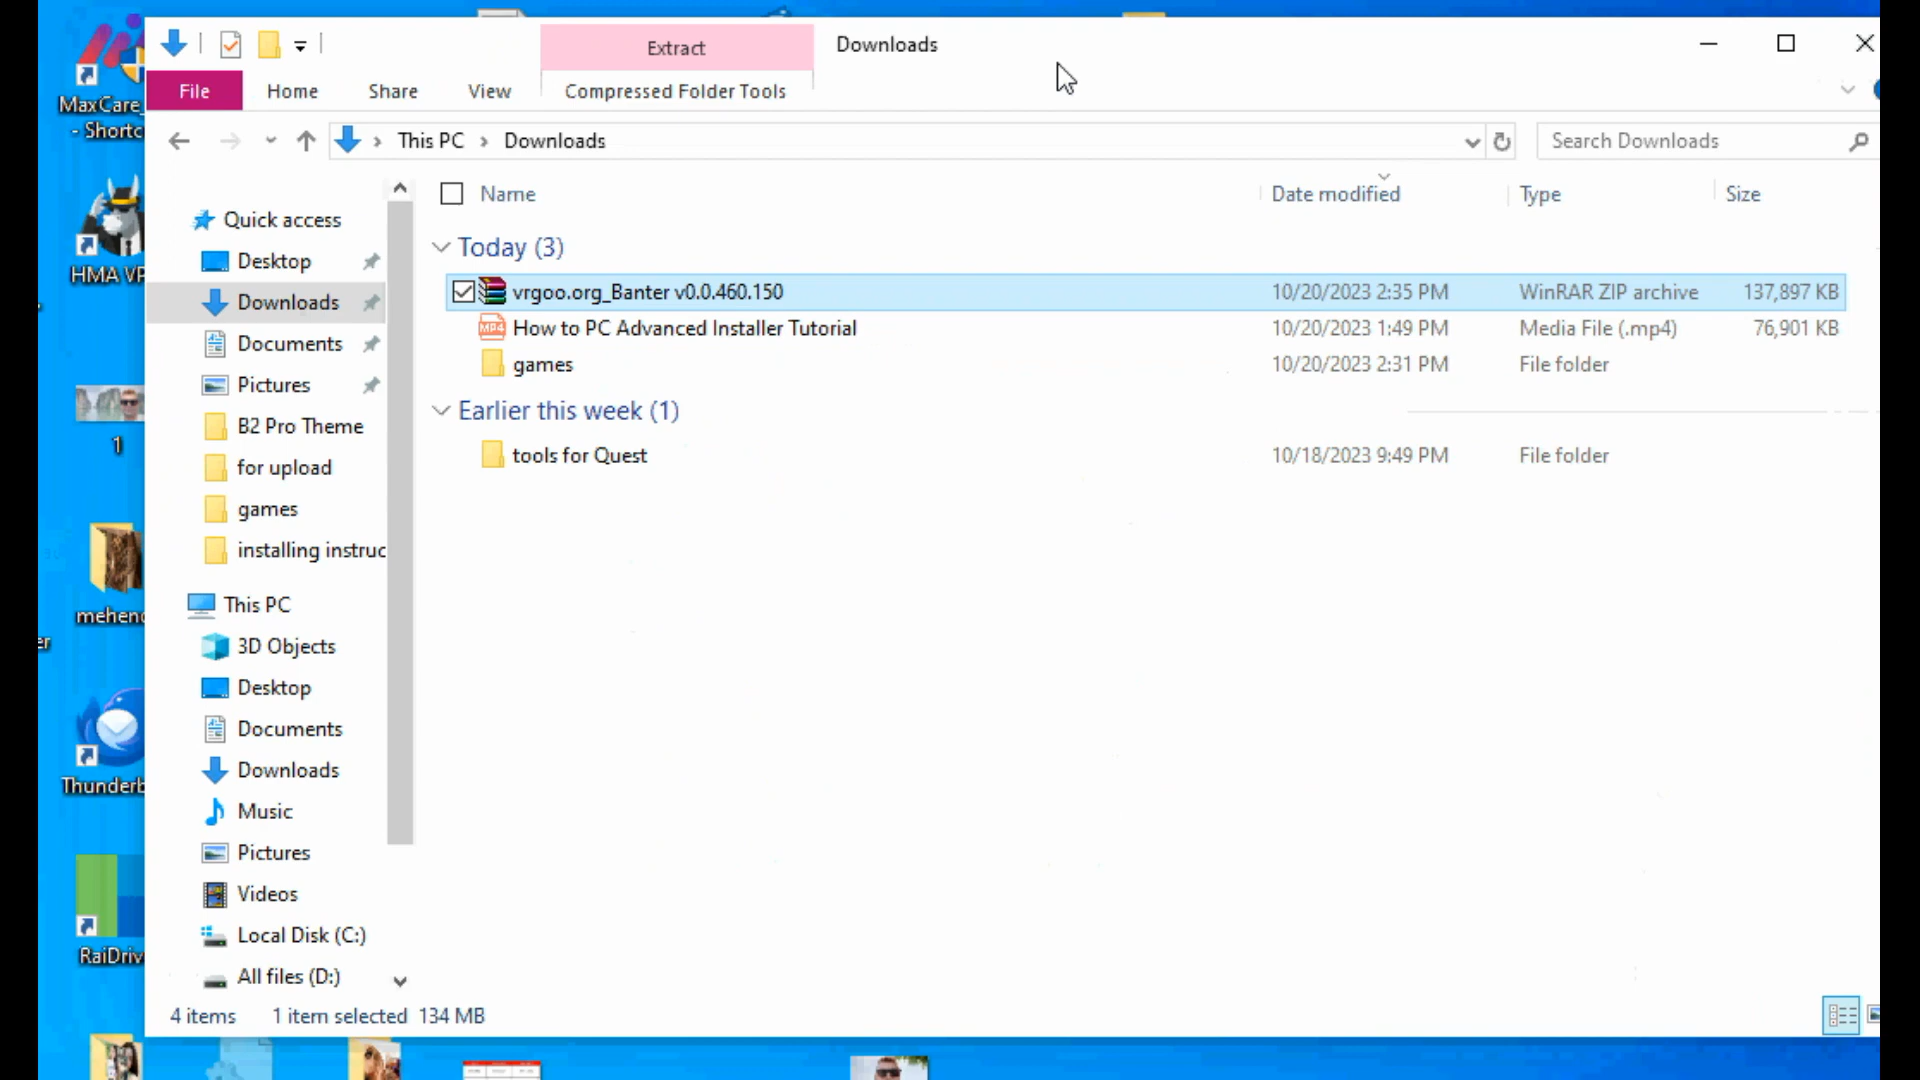 Extract
Downloads
File
Home
Share
View
Compressed Folder Tools
This PC
Downloads
Search Downloads
Name
Date modified
Type
Size
Today (3)
vrgoo.org_Banter v0.0.460.150
10/20/2023 2:35 PM
WinRAR ZIP archive
137,897 KB
MP4
How to PC Advanced Installer Tutorial
10/20/2023 1:49 PM
Media File (.mp4)
76,901 KB
games
10/20/2023 2:31 PM
File folder
Earlier this week (1)
tools for Quest
10/18/2023 9:49 PM
File folder
Quick access
Desktop
Downloads
Documents
Pictures
B2 Pro Theme
for upload
games
installing instruc
This PC
3D Objects
Desktop
Documents
Downloads
Music
Pictures
Videos
Local Disk (C:)
All files (D:)
4 items
1 item selected 134 MB
MaxCare_
- Shortc
HMA VP
1
mehend
er
Thunderb
RaiDriv